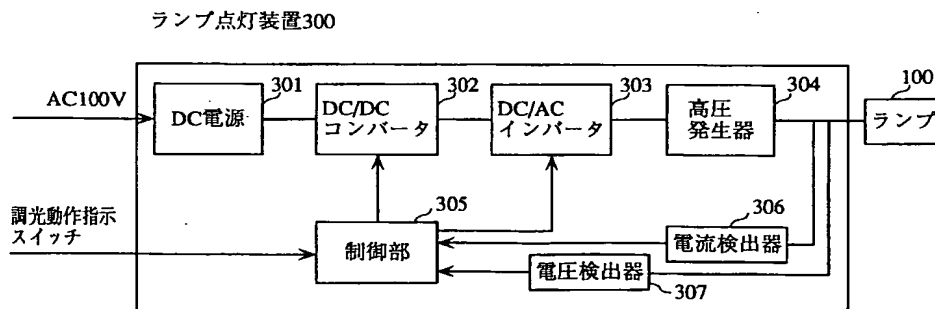 ランプ点灯装置300
AC100V
301
DC電源
302
DC/DC
コンバータ
303
DC/AC
インバータ
304
高圧
発生器
100
ランプ
調光動作指示
スイッチ
305
制御部
306
電流検出器
電圧検出器
307